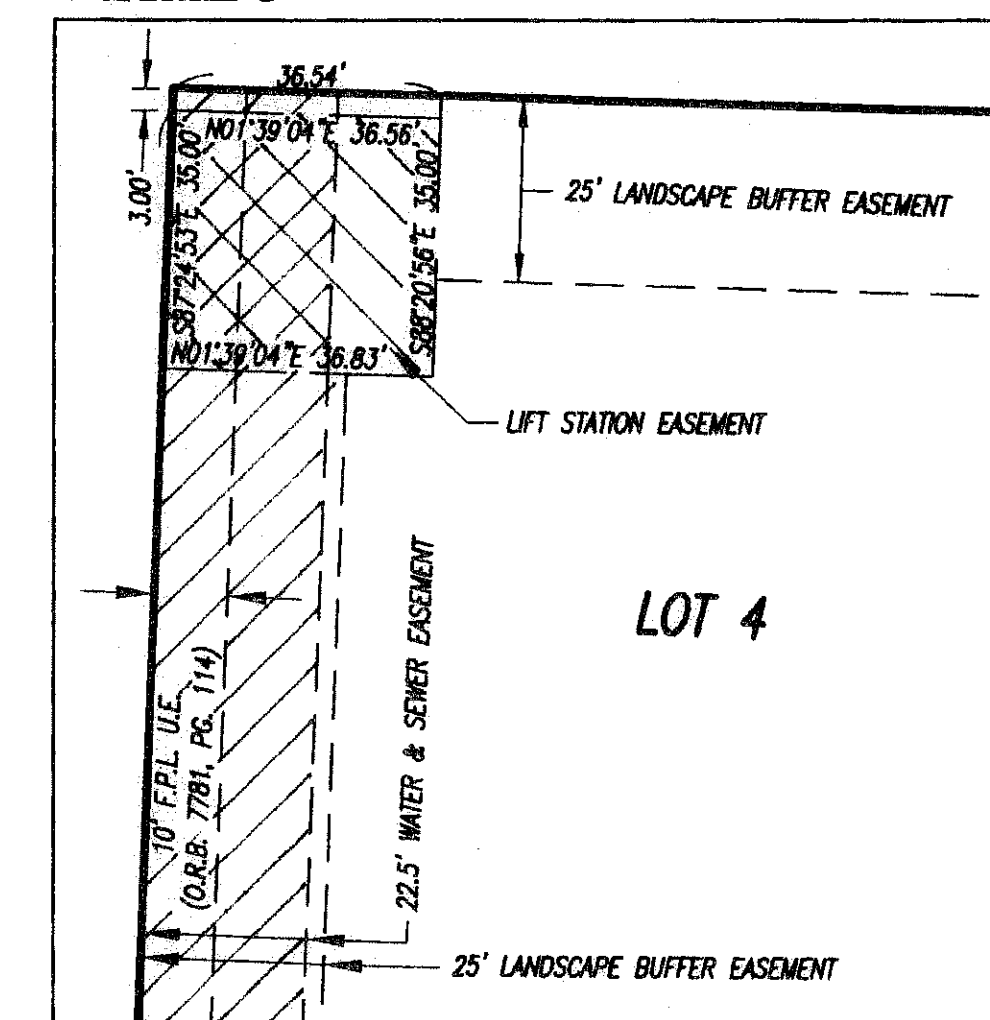 36.54'
N01°39'04"E 36.56'
3.00'
S87°24'53"E 35.00'
S88°20'56"E 35.00'
25' LANDSCAPE BUFFER EASEMENT
N01°39'04"E 36.83'
LIFT STATION EASEMENT
LOT 4
22.5' WATER & SEWER EASEMENT
10' F.P.L. U.E.
(O.R.B. 7781, PG. 114)
25' LANDSCAPE BUFFER EASEMENT